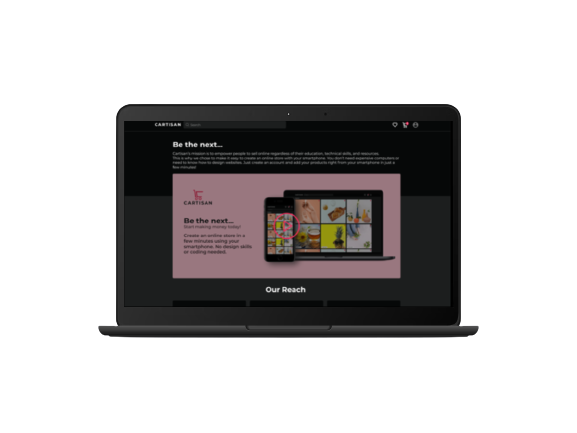 CARTISAN Search
Be the next...
Cartisan's mission is to empower people to sell online regardless of their education, technical skills, and resources.
This is why we chose to make it easy to create an online store with your smartphone. You don't need expensive computers or
need to know how to design websites. Just create an account and add your products right from your smartphone in just a
few minutes!
CARTISAN
Be the next...
Start making money today!
Create an online store in a
few minutes using your
smartphone. No design skills
or coding needed.
Our Reach